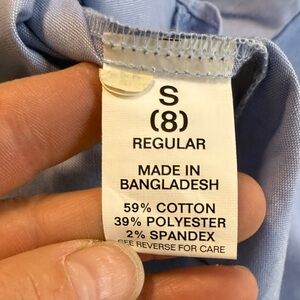 S
(8)
REGULAR
MADE IN
BANGLADESH
59% COTTON
39% POLYESTER
2% SPANDEX
SEE REVERSE FOR CARE